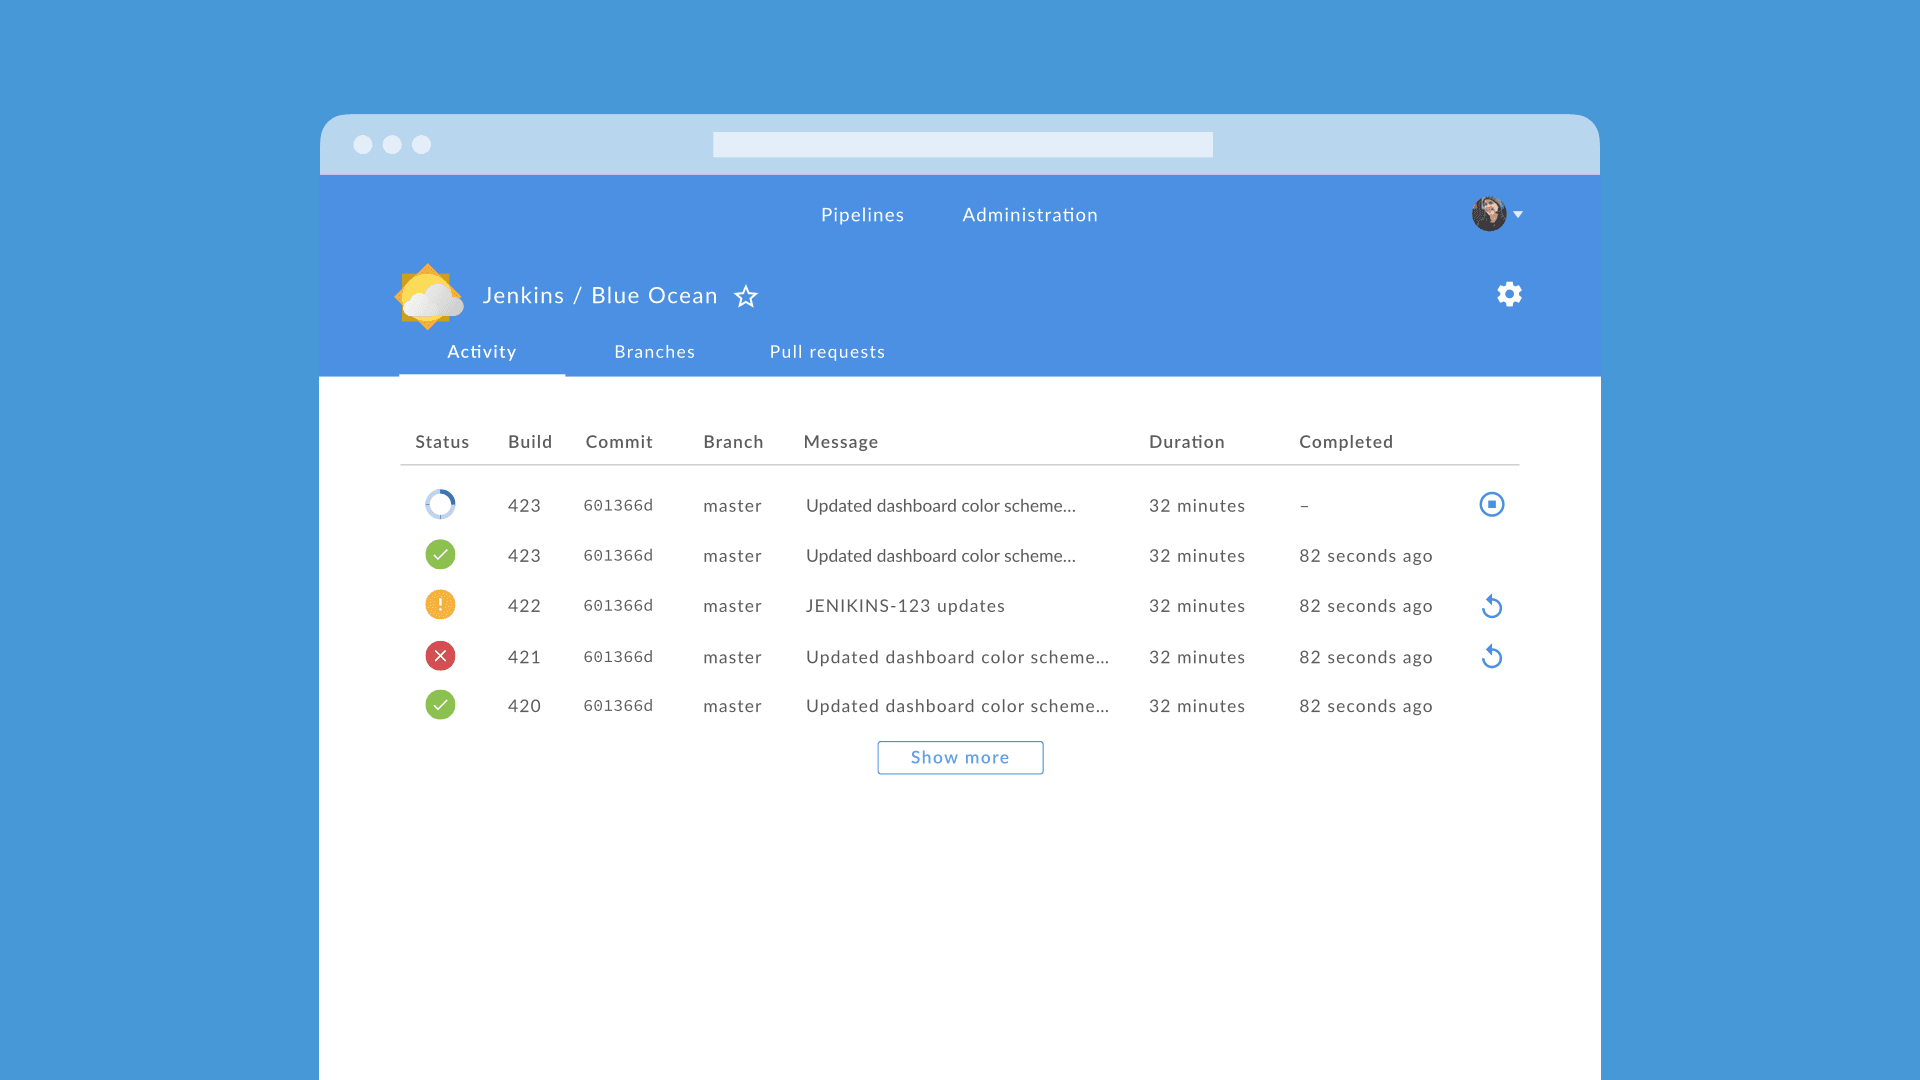 Pipelines Administration
Jenkins / Blue Ocean
Activity Branches Pull requests
Status Build Commit Branch Message Duration Completed
423 601366d master Updated dashboard color scheme... 32 minutes –
423 601366d master Updated dashboard color scheme... 32 minutes 82 seconds ago
422 601366d master JENIKINS-123 updates 32 minutes 82 seconds ago
421 601366d master Updated dashboard color scheme... 32 minutes 82 seconds ago
420 601366d master Updated dashboard color scheme... 32 minutes 82 seconds ago
Show more